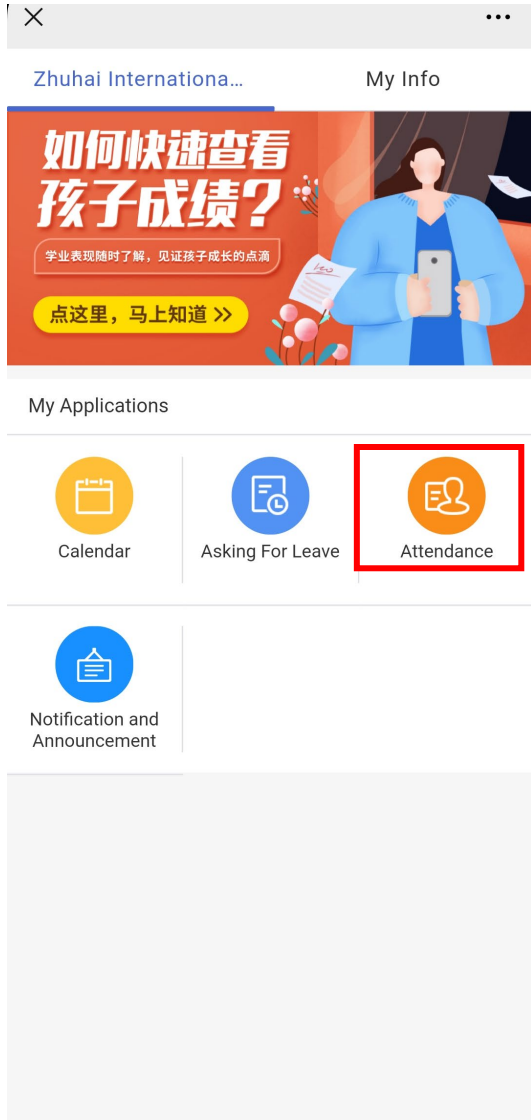 Zhuhai Internationa...
My Info
如何快速查看
孩子成绩?
学业表现随时了解，见证孩子成长的点滴
点这里，马上知道 >>
My Applications
Calendar
Asking For Leave
Attendance
Notification and
Announcement